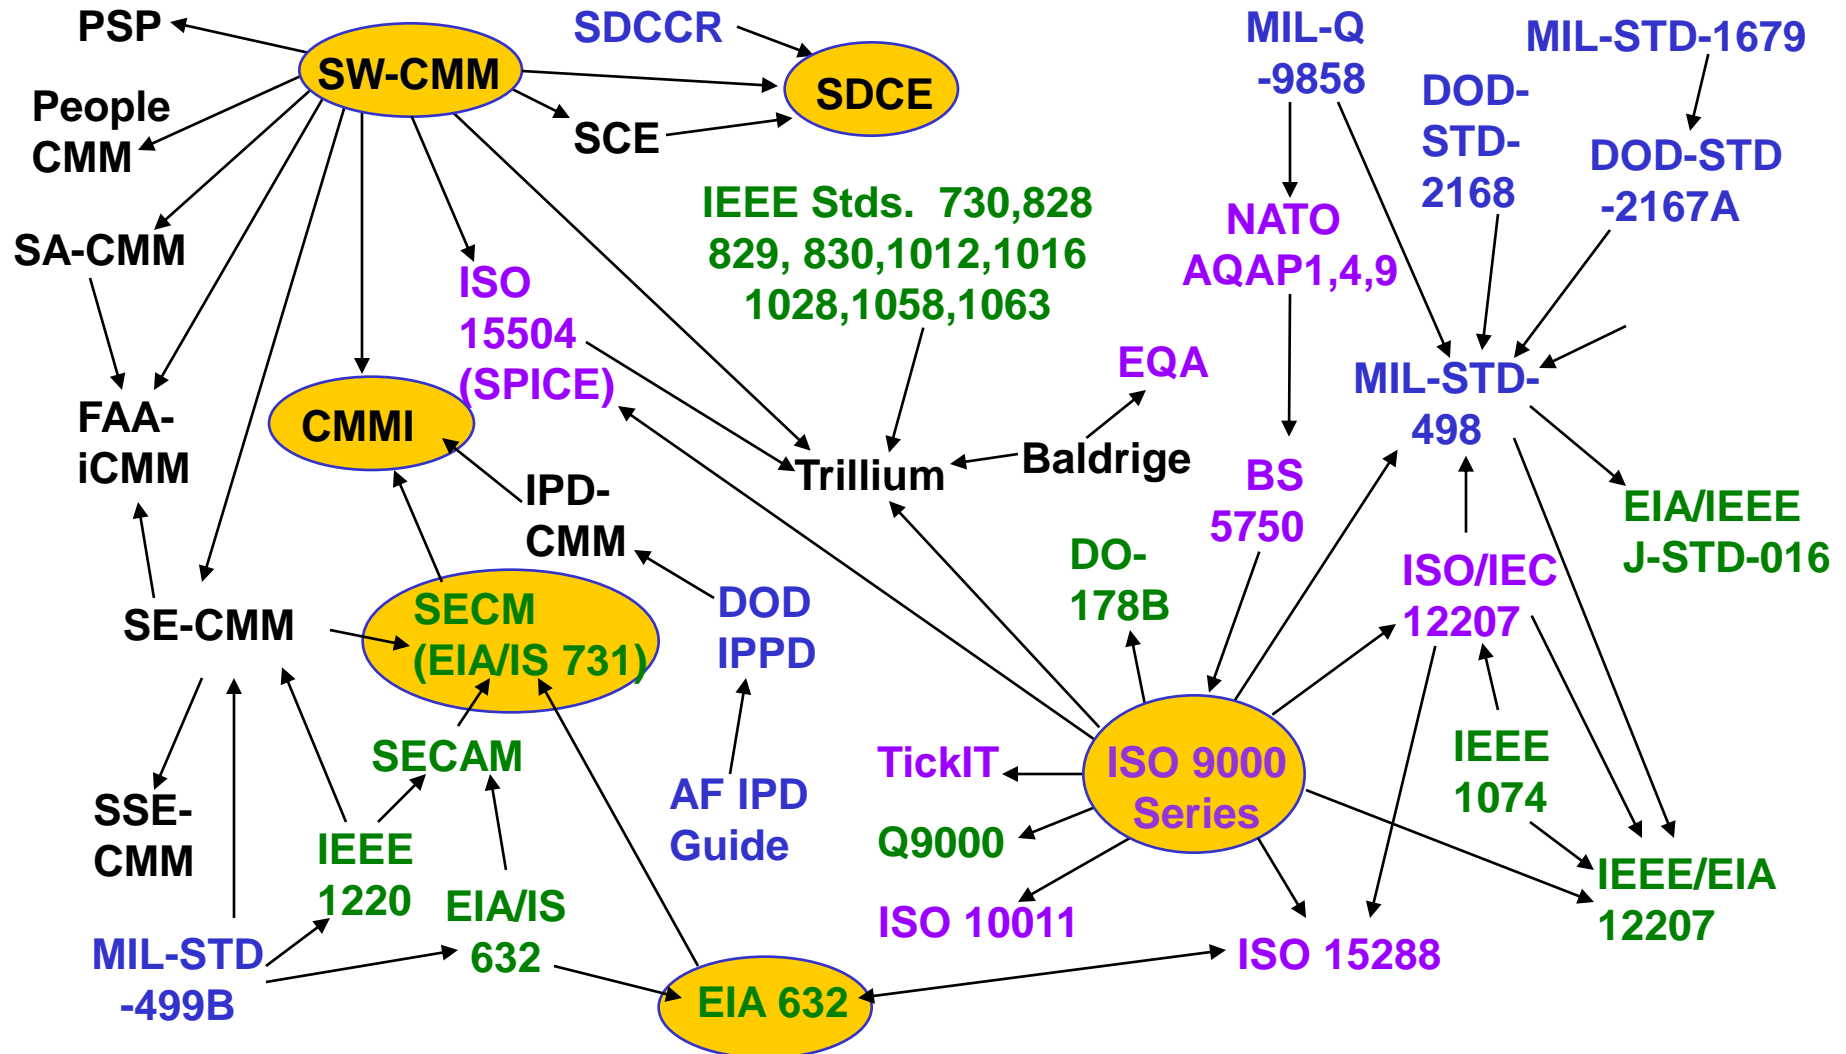 PSP
SW-CMM
SDCCR
SDCE
SCE
People
CMM
SA-CMM
MIL-Q
-9858
MIL-STD-1679
DOD-
STD-
2168
DOD-STD
-2167A
IEEE Stds.  730,828
829, 830,1012,1016
1028,1058,1063
NATO
AQAP1,4,9
ISO
15504
(SPICE)
EQA
MIL-STD-
498
FAA-
iCMM
CMMI
Trillium
Baldrige
BS
5750
IPD-
CMM
EIA/IEEE
J-STD-016
DO-
178B
ISO/IEC
12207
SE-CMM
SECM
(EIA/IS 731)
DOD
IPPD
SECAM
TickIT
ISO 9000
Series
IEEE
1074
SSE-
CMM
IEEE
1220
AF IPD
Guide
Q9000
EIA/IS
632
ISO 10011
IEEE/EIA
12207
MIL-STD
-499B
EIA 632
ISO 15288